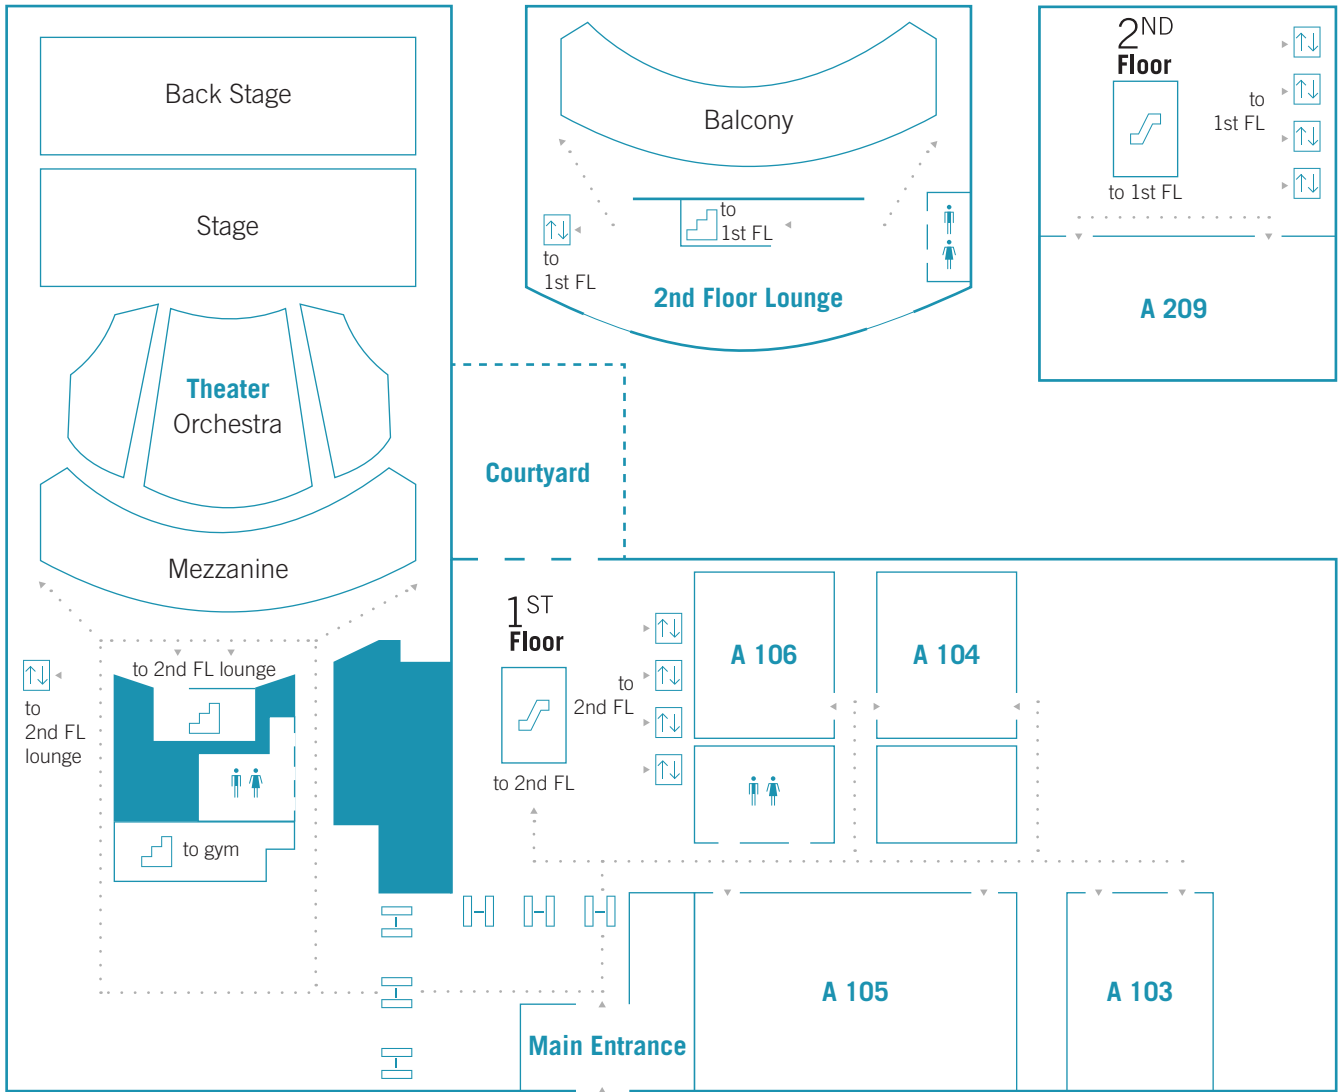 Back Stage
Stage
Theater
Orchestra
Mezzanine
to 2nd FL lounge
to
2nd FL
lounge
to gym
Balcony
to
1st FL
to
1st FL
2nd Floor Lounge
2ND
Floor
to
1st FL
to 1st FL
A 209
Courtyard
1ST
Floor
to
2nd FL
to 2nd FL
A 106
A 104
A 105
A 103
Main Entrance